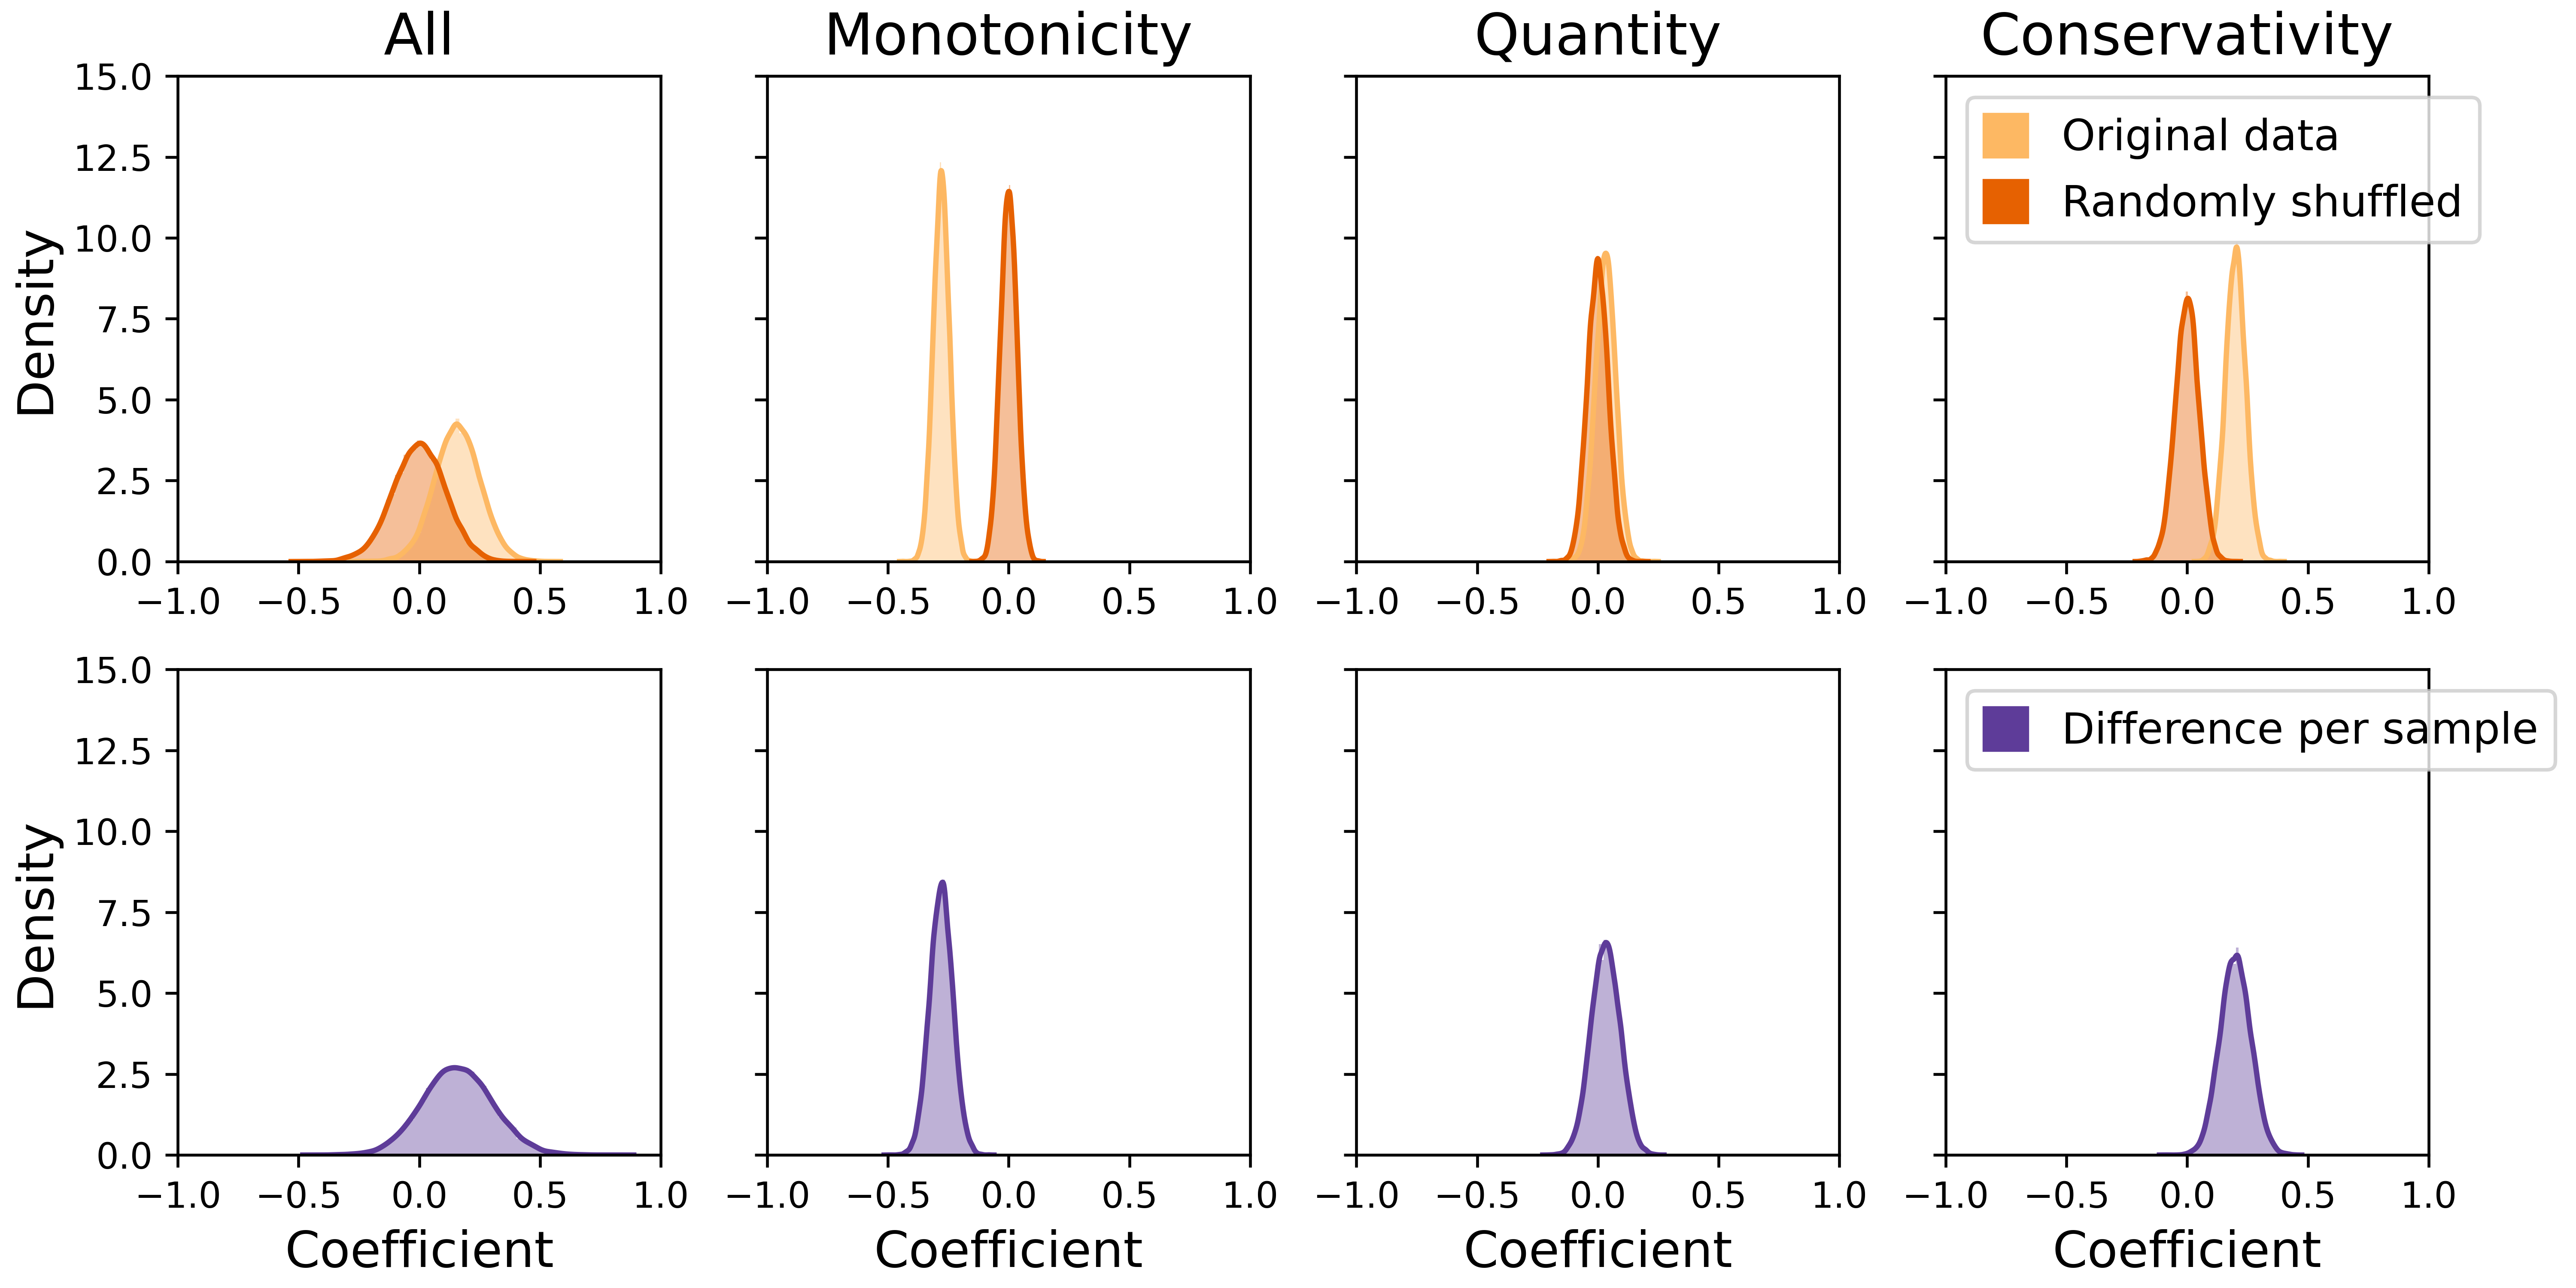 All Monotonicity Quantity Conservativity
15.0
12.5
10.0
7.5
5.0
2.5
0.0
Density
Original data
Randomly shuffled
−1.0 −0.5 0.0 0.5 1.0 −1.0 −0.5 0.0 0.5 1.0 −1.0 −0.5 0.0 0.5 1.0 −1.0 −0.5 0.0 0.5 1.0
15.0
12.5
10.0
7.5
5.0
2.5
0.0
Density
Difference per sample
−1.0 −0.5 0.0 0.5 1.0 −1.0 −0.5 0.0 0.5 1.0 −1.0 −0.5 0.0 0.5 1.0 −1.0 −0.5 0.0 0.5 1.0
Coefficient Coefficient Coefficient Coefficient